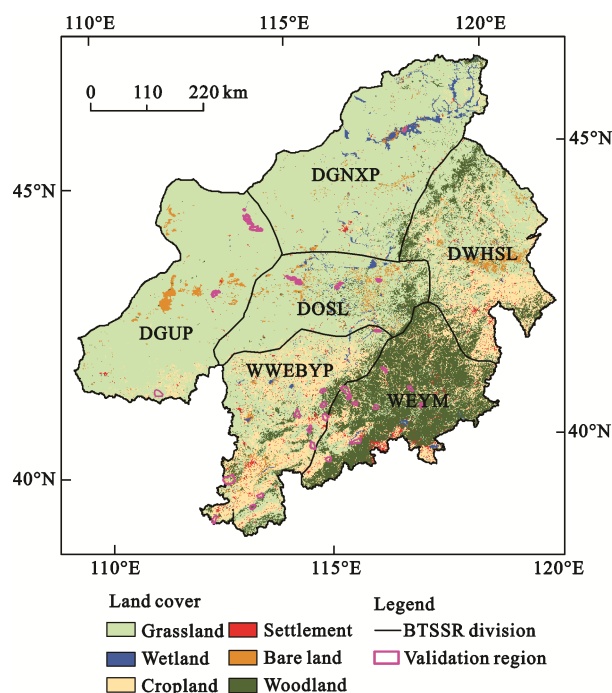 110°E 115°E 120°E
0 110 220 km
45°N
DGNXP
45°N
DWHSL
DOSL
DGUP
WWEBYP
WEYM
40°N
40°N
110°E 115°E 120°E
Land cover Legend
Grassland Settlement BTSSR division
Wetland Bare land Validation region
Cropland Woodland